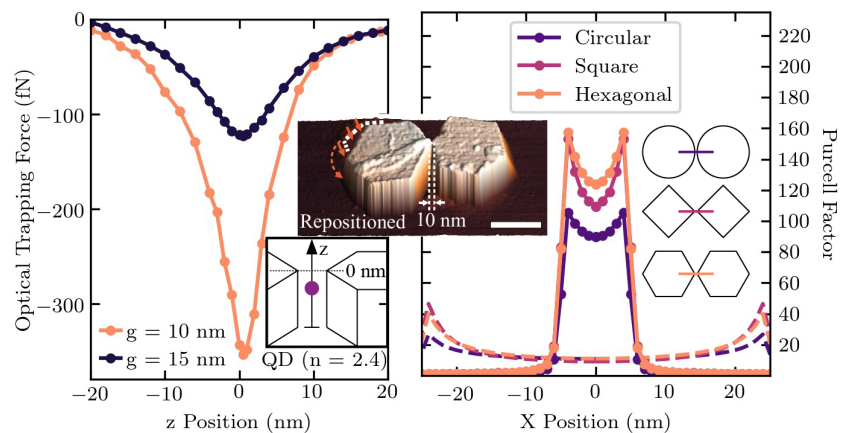 0
−100
−200
−300
Optical Trapping Force (fN)
−20
−10
0
10
20
z Position (nm)
g = 10 nm
g = 15 nm
z
0 nm
QD (n = 2.4)
Repositioned
10 nm
Circular
Square
Hexagonal
220
200
180
160
140
120
100
80
60
40
20
Purcell Factor
−20
0
20
X Position (nm)